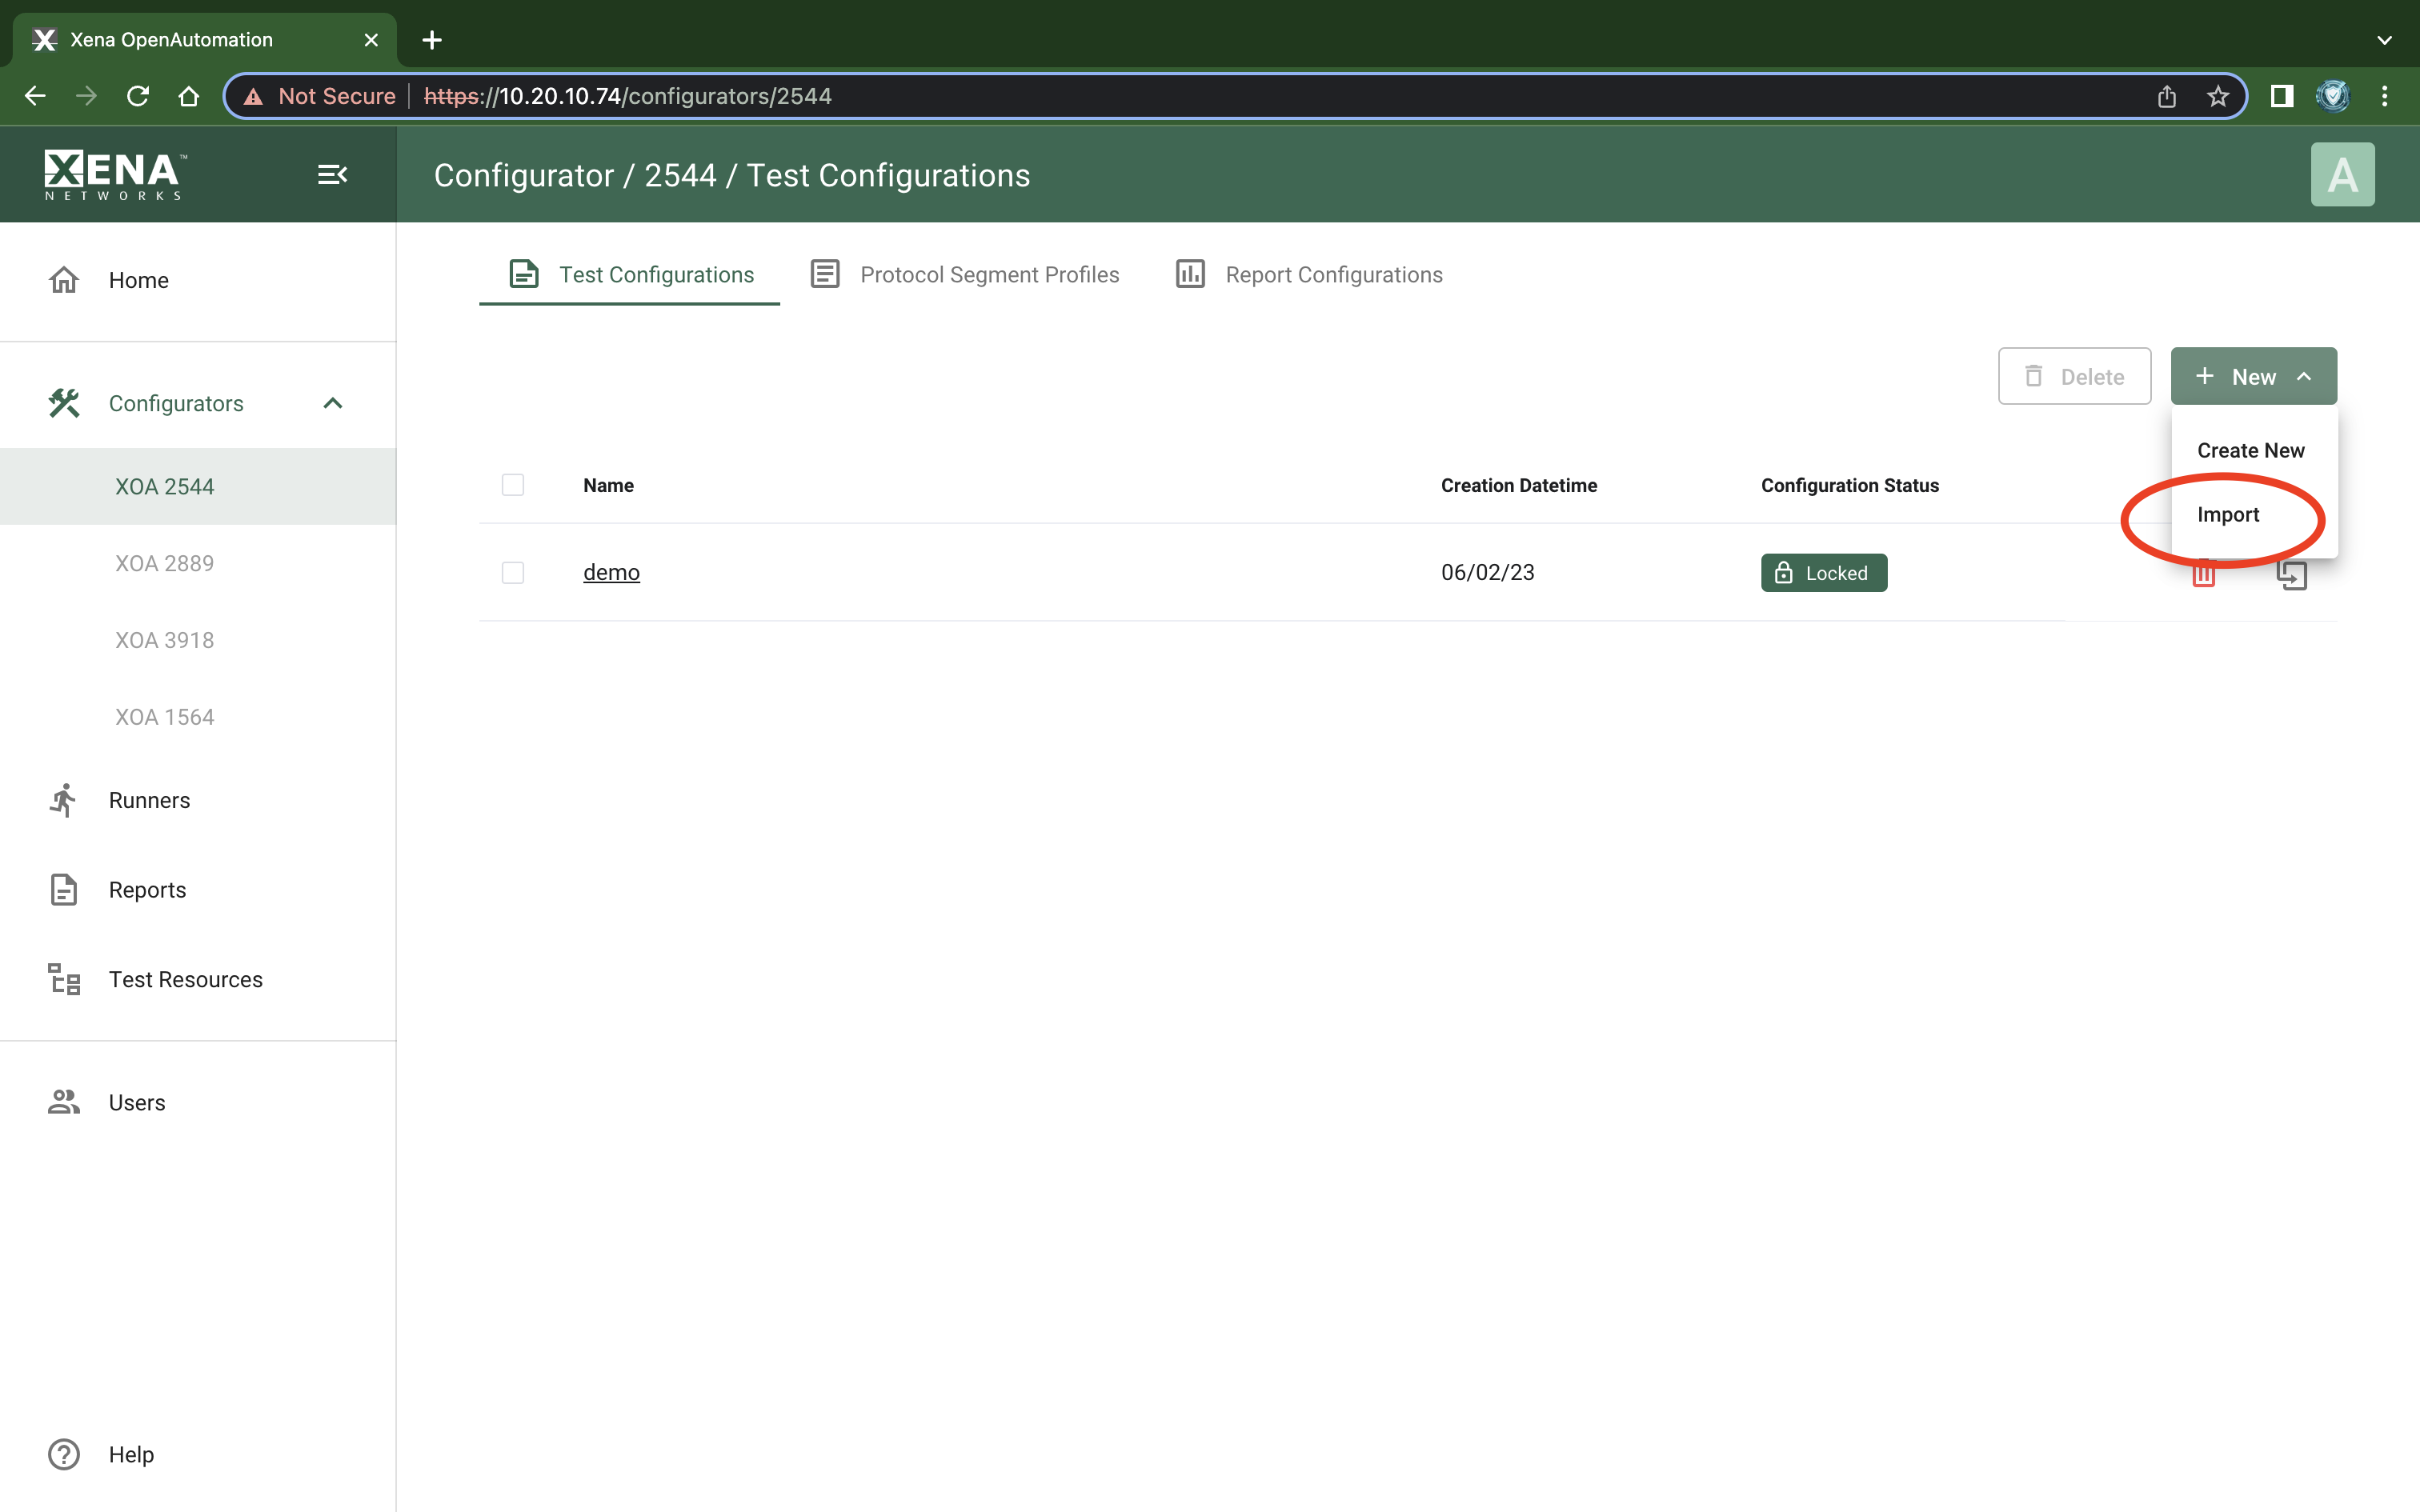 Xena OpenAutomation
Not Secure https://10.20.10.74/configurators/2544
XENA™
NETWORKS
Configurator / 2544 / Test Configurations
A
Home
Configurators
XOA 2544
XOA 2889
XOA 3918
XOA 1564
Runners
Reports
Test Resources
Users
Help
Test Configurations
Protocol Segment Profiles
Report Configurations
Delete
+ New
Create New
Import
Name Creation Datetime Configuration Status
demo 06/02/23 Locked